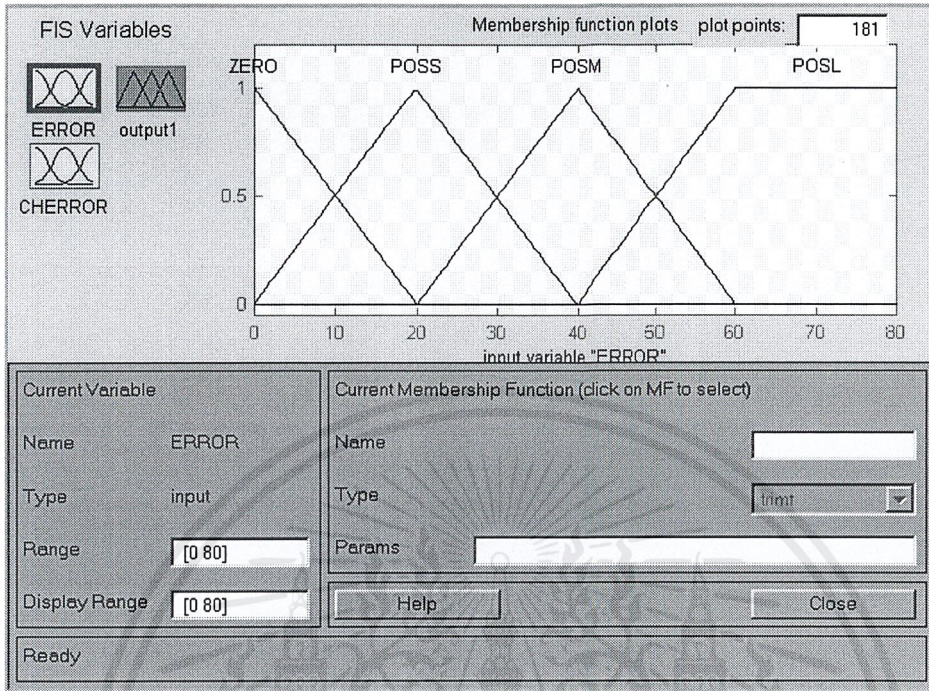 FIS Variables
Membership function plots plot points: 181
ZERO POSS POSM POSL
ERROR output1
CHERROR
1
0.5
0
0 10 20 30 40 50 60 70 80
input variable "ERROR"
Current Variable
Name ERROR
Type input
Range [0 80]
Display Range [0 80]
Current Membership Function (click on MF to select)
Name
Type trimf
Params
Help Close
Ready